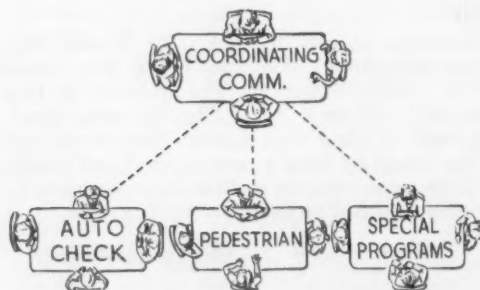 COORDINATING
COMM.
AUTO
CHECK
PEDESTRIAN
SPECIAL
PROGRAMS